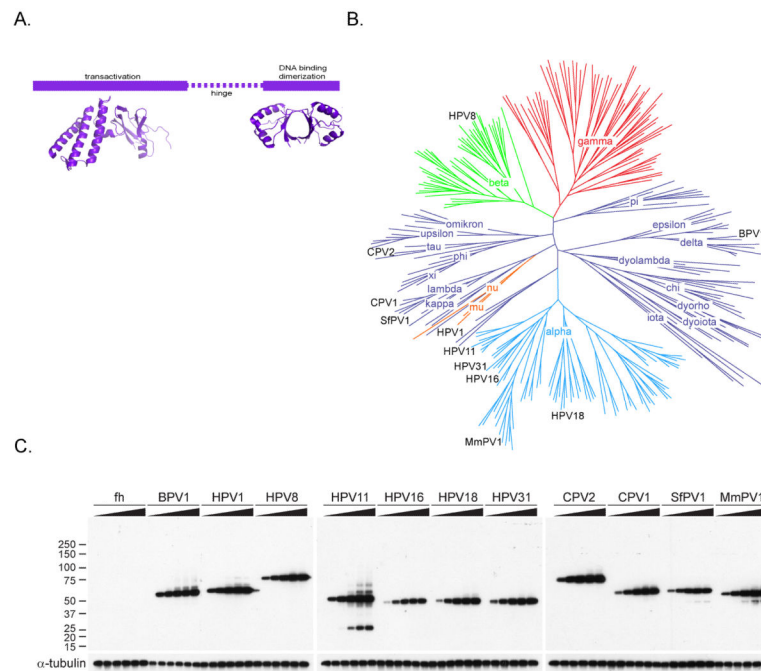 A.
transactivation
hinge
DNA binding
dimerization
B.
HPV8
gamma
beta
pi
omikron
upsilon
epsilon
BPV1
CPV2
tau
delta
phi
dyolambda
xi
nu
chi
CPV1
lambda
kappa
mu
dyorho
SfPV1
iota
dyoiota
HPV1
HPV11
alpha
HPV31
HPV16
HPV18
MmPV1
C.
fh BPV1 HPV1 HPV8 HPV11 HPV16 HPV18 HPV31 CPV2 CPV1 SfPV1 MmPV1
250
150
100
75
50
37
25
20
15
α-tubulin